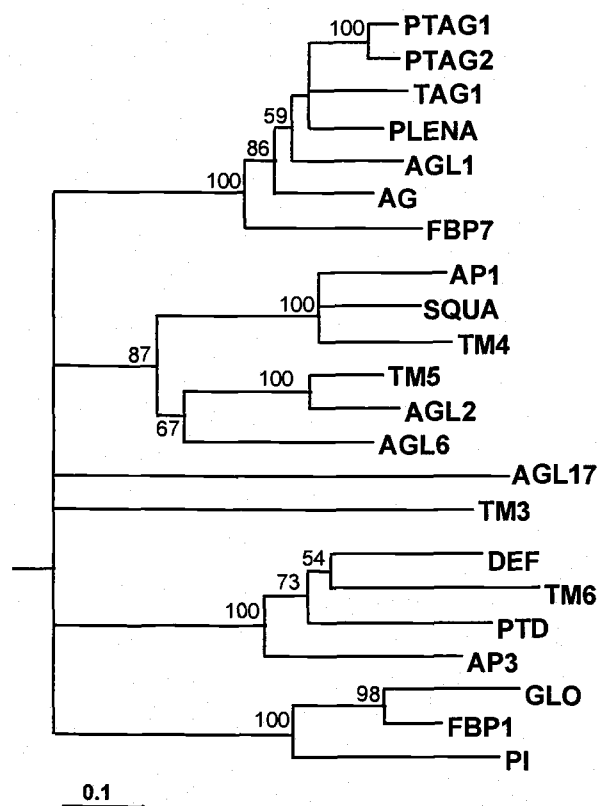 100
PTAG1
PTAG2
TAG1
59
PLENA
86
AGL1
100
AG
FBP7
AP1
100
SQUA
TM4
87
100
TM5
AGL2
67
AGL6
AGL17
TM3
54
DEF
73
TM6
100
PTD
AP3
98
GLO
100
FBP1
PI
0.1